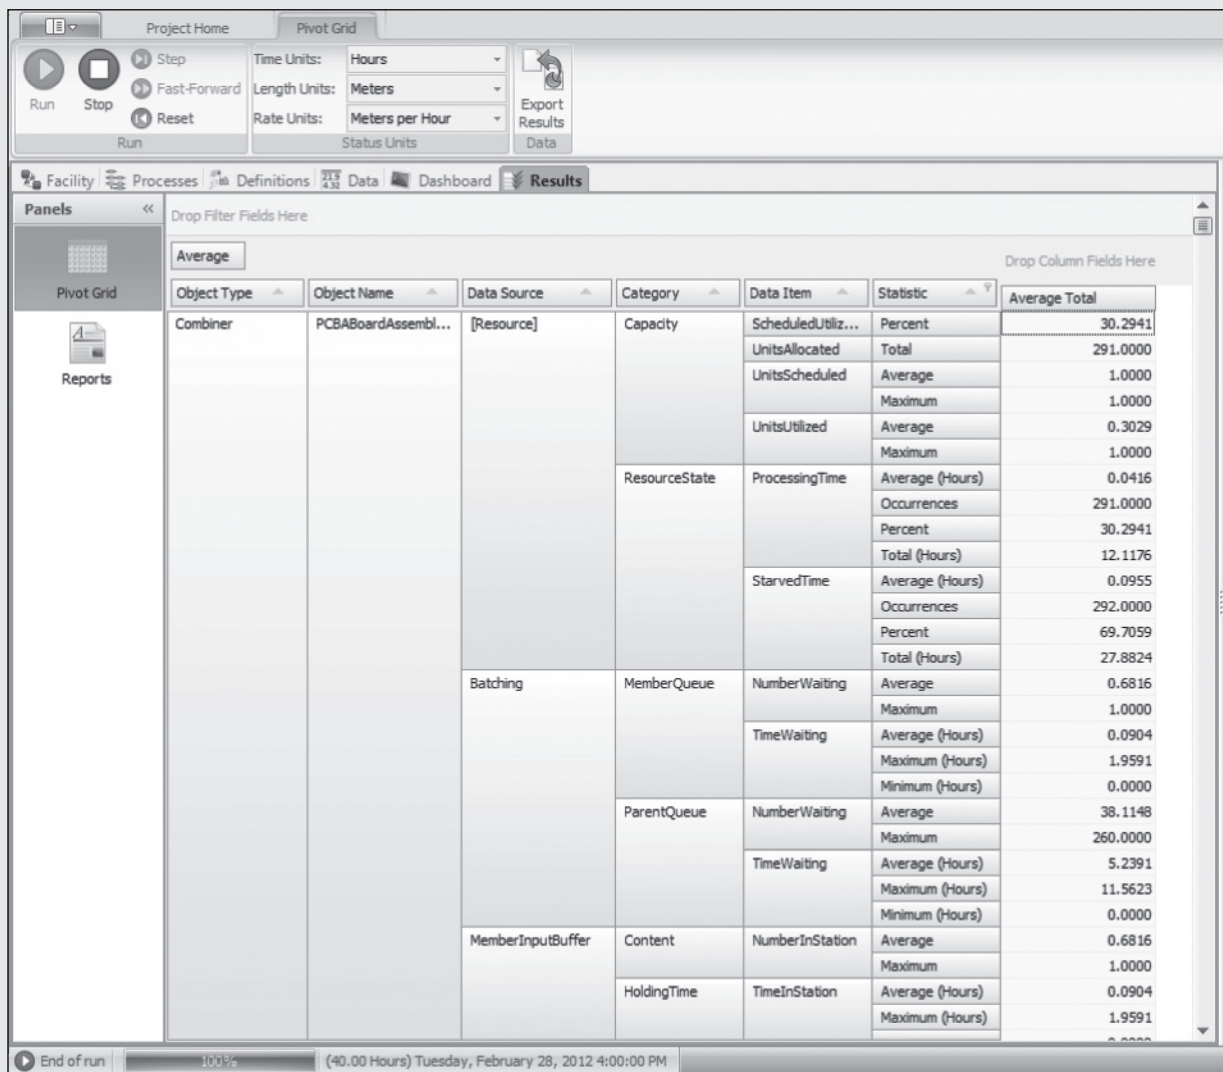 Project Home Pivot Grid
Run
Stop
Step
Fast-Forward
Reset
Run
Time Units: Hours
Length Units: Meters
Rate Units: Meters per Hour
Status Units
Export
Results
Data
Facility Processes Definitions Data Dashboard Results
Panels «
Pivot Grid
Reports
Drop Filter Fields Here
Average
Drop Column Fields Here
Object Type Object Name Data Source Category Data Item Statistic Average Total
Combiner PCBABoardAssembl... [Resource] Capacity ScheduledUtiliz... Percent 30.2941
UnitsAllocated Total 291.0000
UnitsScheduled Average 1.0000
Maximum 1.0000
UnitsUtilized Average 0.3029
Maximum 1.0000
ResourceState ProcessingTime Average (Hours) 0.0416
Occurrences 291.0000
Percent 30.2941
Total (Hours) 12.1176
StarvedTime Average (Hours) 0.0955
Occurrences 292.0000
Percent 69.7059
Total (Hours) 27.8824
Batching MemberQueue NumberWaiting Average 0.6816
Maximum 1.0000
TimeWaiting Average (Hours) 0.0904
Maximum (Hours) 1.9591
Minimum (Hours) 0.0000
ParentQueue NumberWaiting Average 38.1148
Maximum 260.0000
TimeWaiting Average (Hours) 5.2391
Maximum (Hours) 11.5623
Minimum (Hours) 0.0000
MemberInputBuffer Content NumberInStation Average 0.6816
Maximum 1.0000
HoldingTime TimeInStation Average (Hours) 0.0904
Maximum (Hours) 1.9591
End of run 100% (40.00 Hours) Tuesday, February 28, 2012 4:00:00 PM